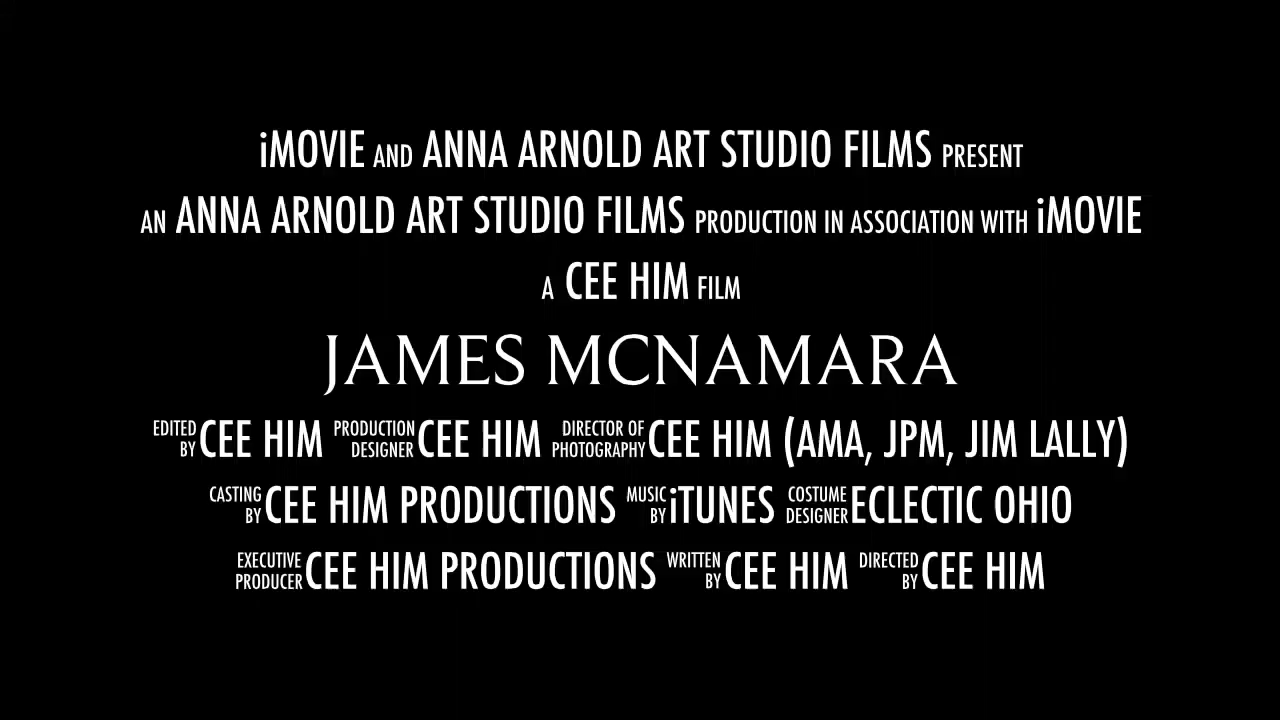 iMOVIE AND ANNA ARNOLD ART STUDIO FILMS PRESENT
AN ANNA ARNOLD ART STUDIO FILMS PRODUCTION IN ASSOCIATION WITH iMOVIE
A CEE HIM FILM
JAMES MCNAMARA
EDITED BY CEE HIM PRODUCTION DESIGNER CEE HIM DIRECTOR OF PHOTOGRAPHY CEE HIM (AMA, JPM, JIM LALLY)
CASTING BY CEE HIM PRODUCTIONS MUSIC BY iTUNES COSTUME DESIGNER ECLECTIC OHIO
EXECUTIVE PRODUCER CEE HIM PRODUCTIONS WRITTEN BY CEE HIM DIRECTED BY CEE HIM